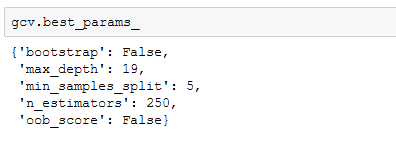 gcv.best_params_
{'bootstrap': False,
'max_depth': 19,
'min_samples_split': 5,
'n_estimators': 250,
'oob_score': False}